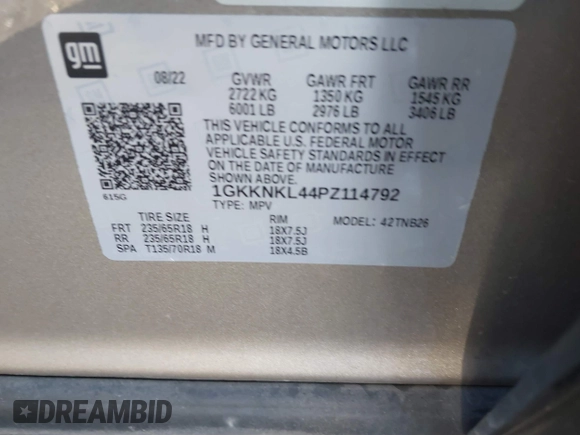 gm
MFD BY GENERAL MOTORS LLC
08/22 GVWR GAWR FRT GAWR RR
2722 KG 1350 KG 1545 KG
6001 LB 2976 LB 3406 LB
THIS VEHICLE CONFORMS TO ALL
APPLICABLE U.S. FEDERAL MOTOR
VEHICLE SAFETY STANDARDS IN EFFECT
ON THE DATE OF MANUFACTURE
SHOWN ABOVE.
1GKKNKL44PZ114792
615G
TYPE: MPV MODEL: 42TNB26
TIRE SIZE RIM
FRT 235/65R18 H 18X7.5J
RR 235/65R18 H 18X7.5J
SPA T135/70R18 M 18X4.5B
DREAMBID